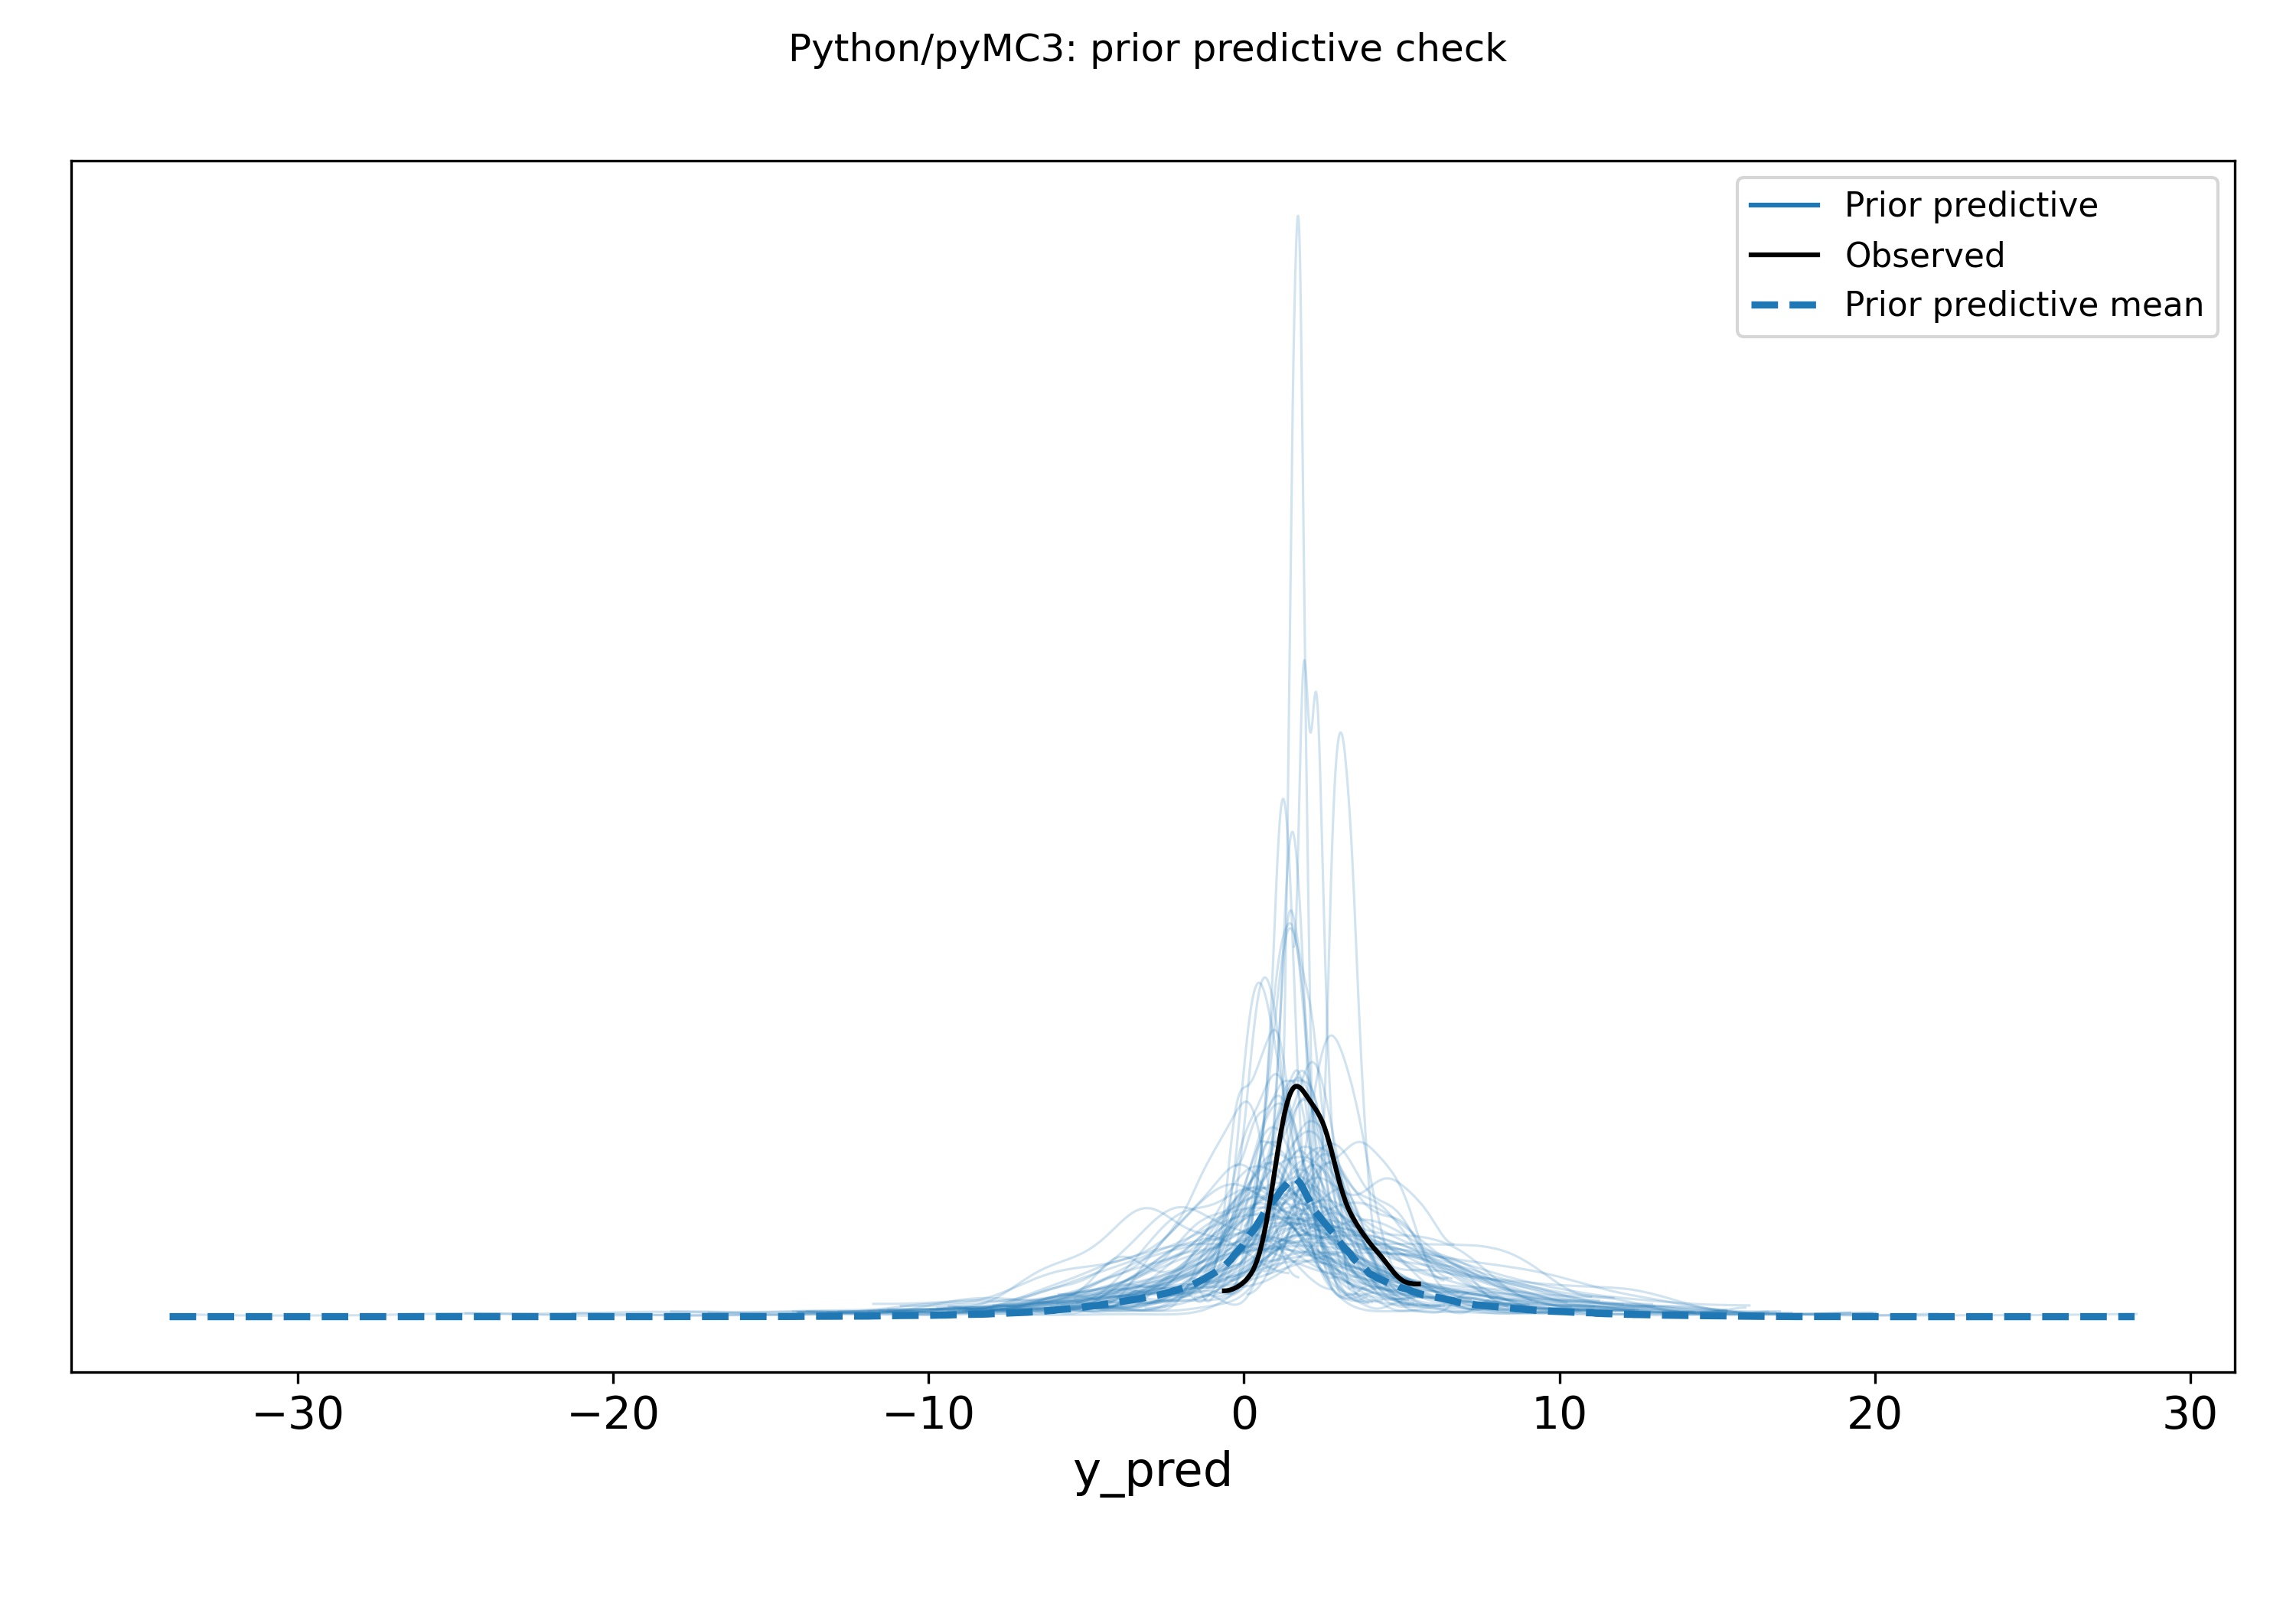 Python/pyMC3: prior predictive check
Prior predictive
Observed
Prior predictive mean
−30 −20 −10 0 10 20 30
y_pred